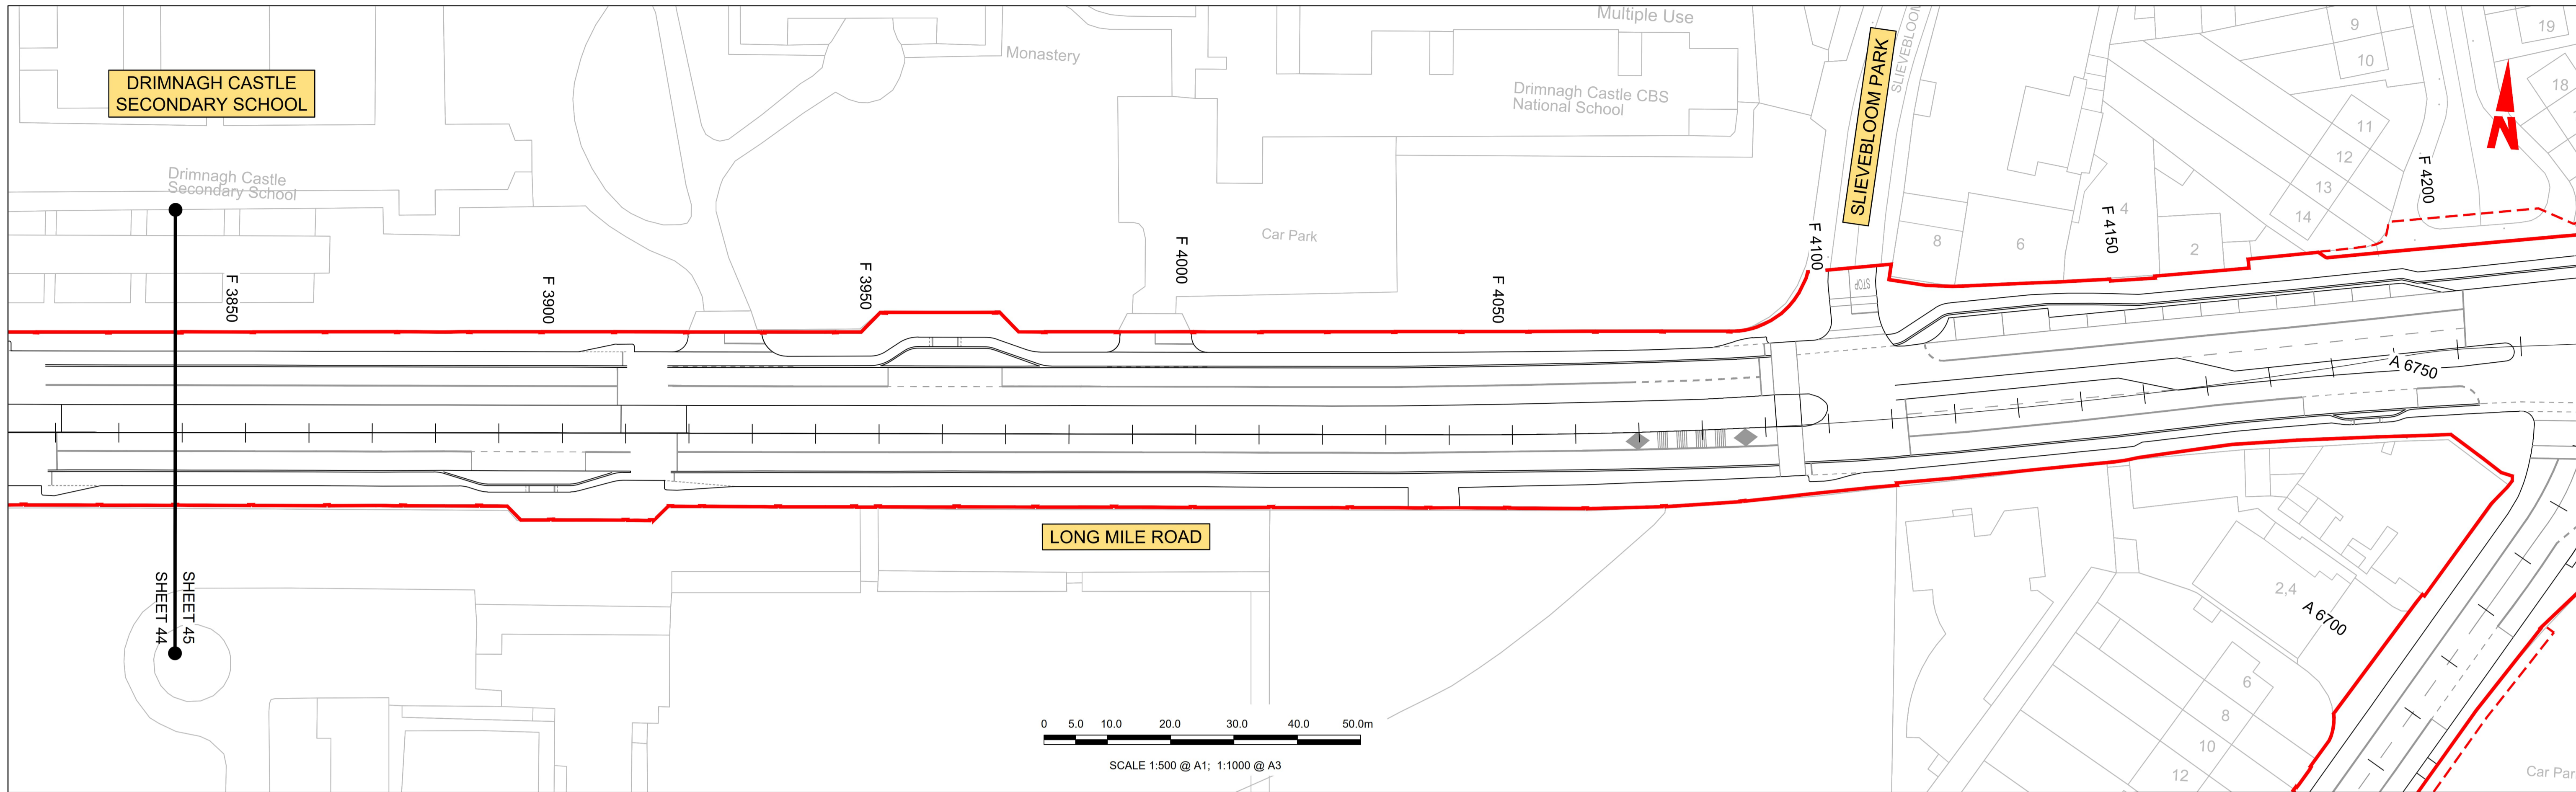 DRIMNAGH CASTLE
SECONDARY SCHOOL
Drimnagh Castle
Secondary School
Monastery
Multiple Use
Drimnagh Castle CBS
National School
Car Park
SLIEVEBLOOM PARK
SLIEVEBLOOM
STOP
N
F 3850
F 3900
F 3950
F 4000
F 4050
F 4100
F 4150
F 4200
8
6
4
2
9
10
11
12
13
14
19
18
A 6750
A 6700
LONG MILE ROAD
SHEET 45
SHEET 44
2,4
6
8
10
12
Car Par
0 5.0 10.0 20.0 30.0 40.0 50.0m
SCALE 1:500 @ A1; 1:1000 @ A3